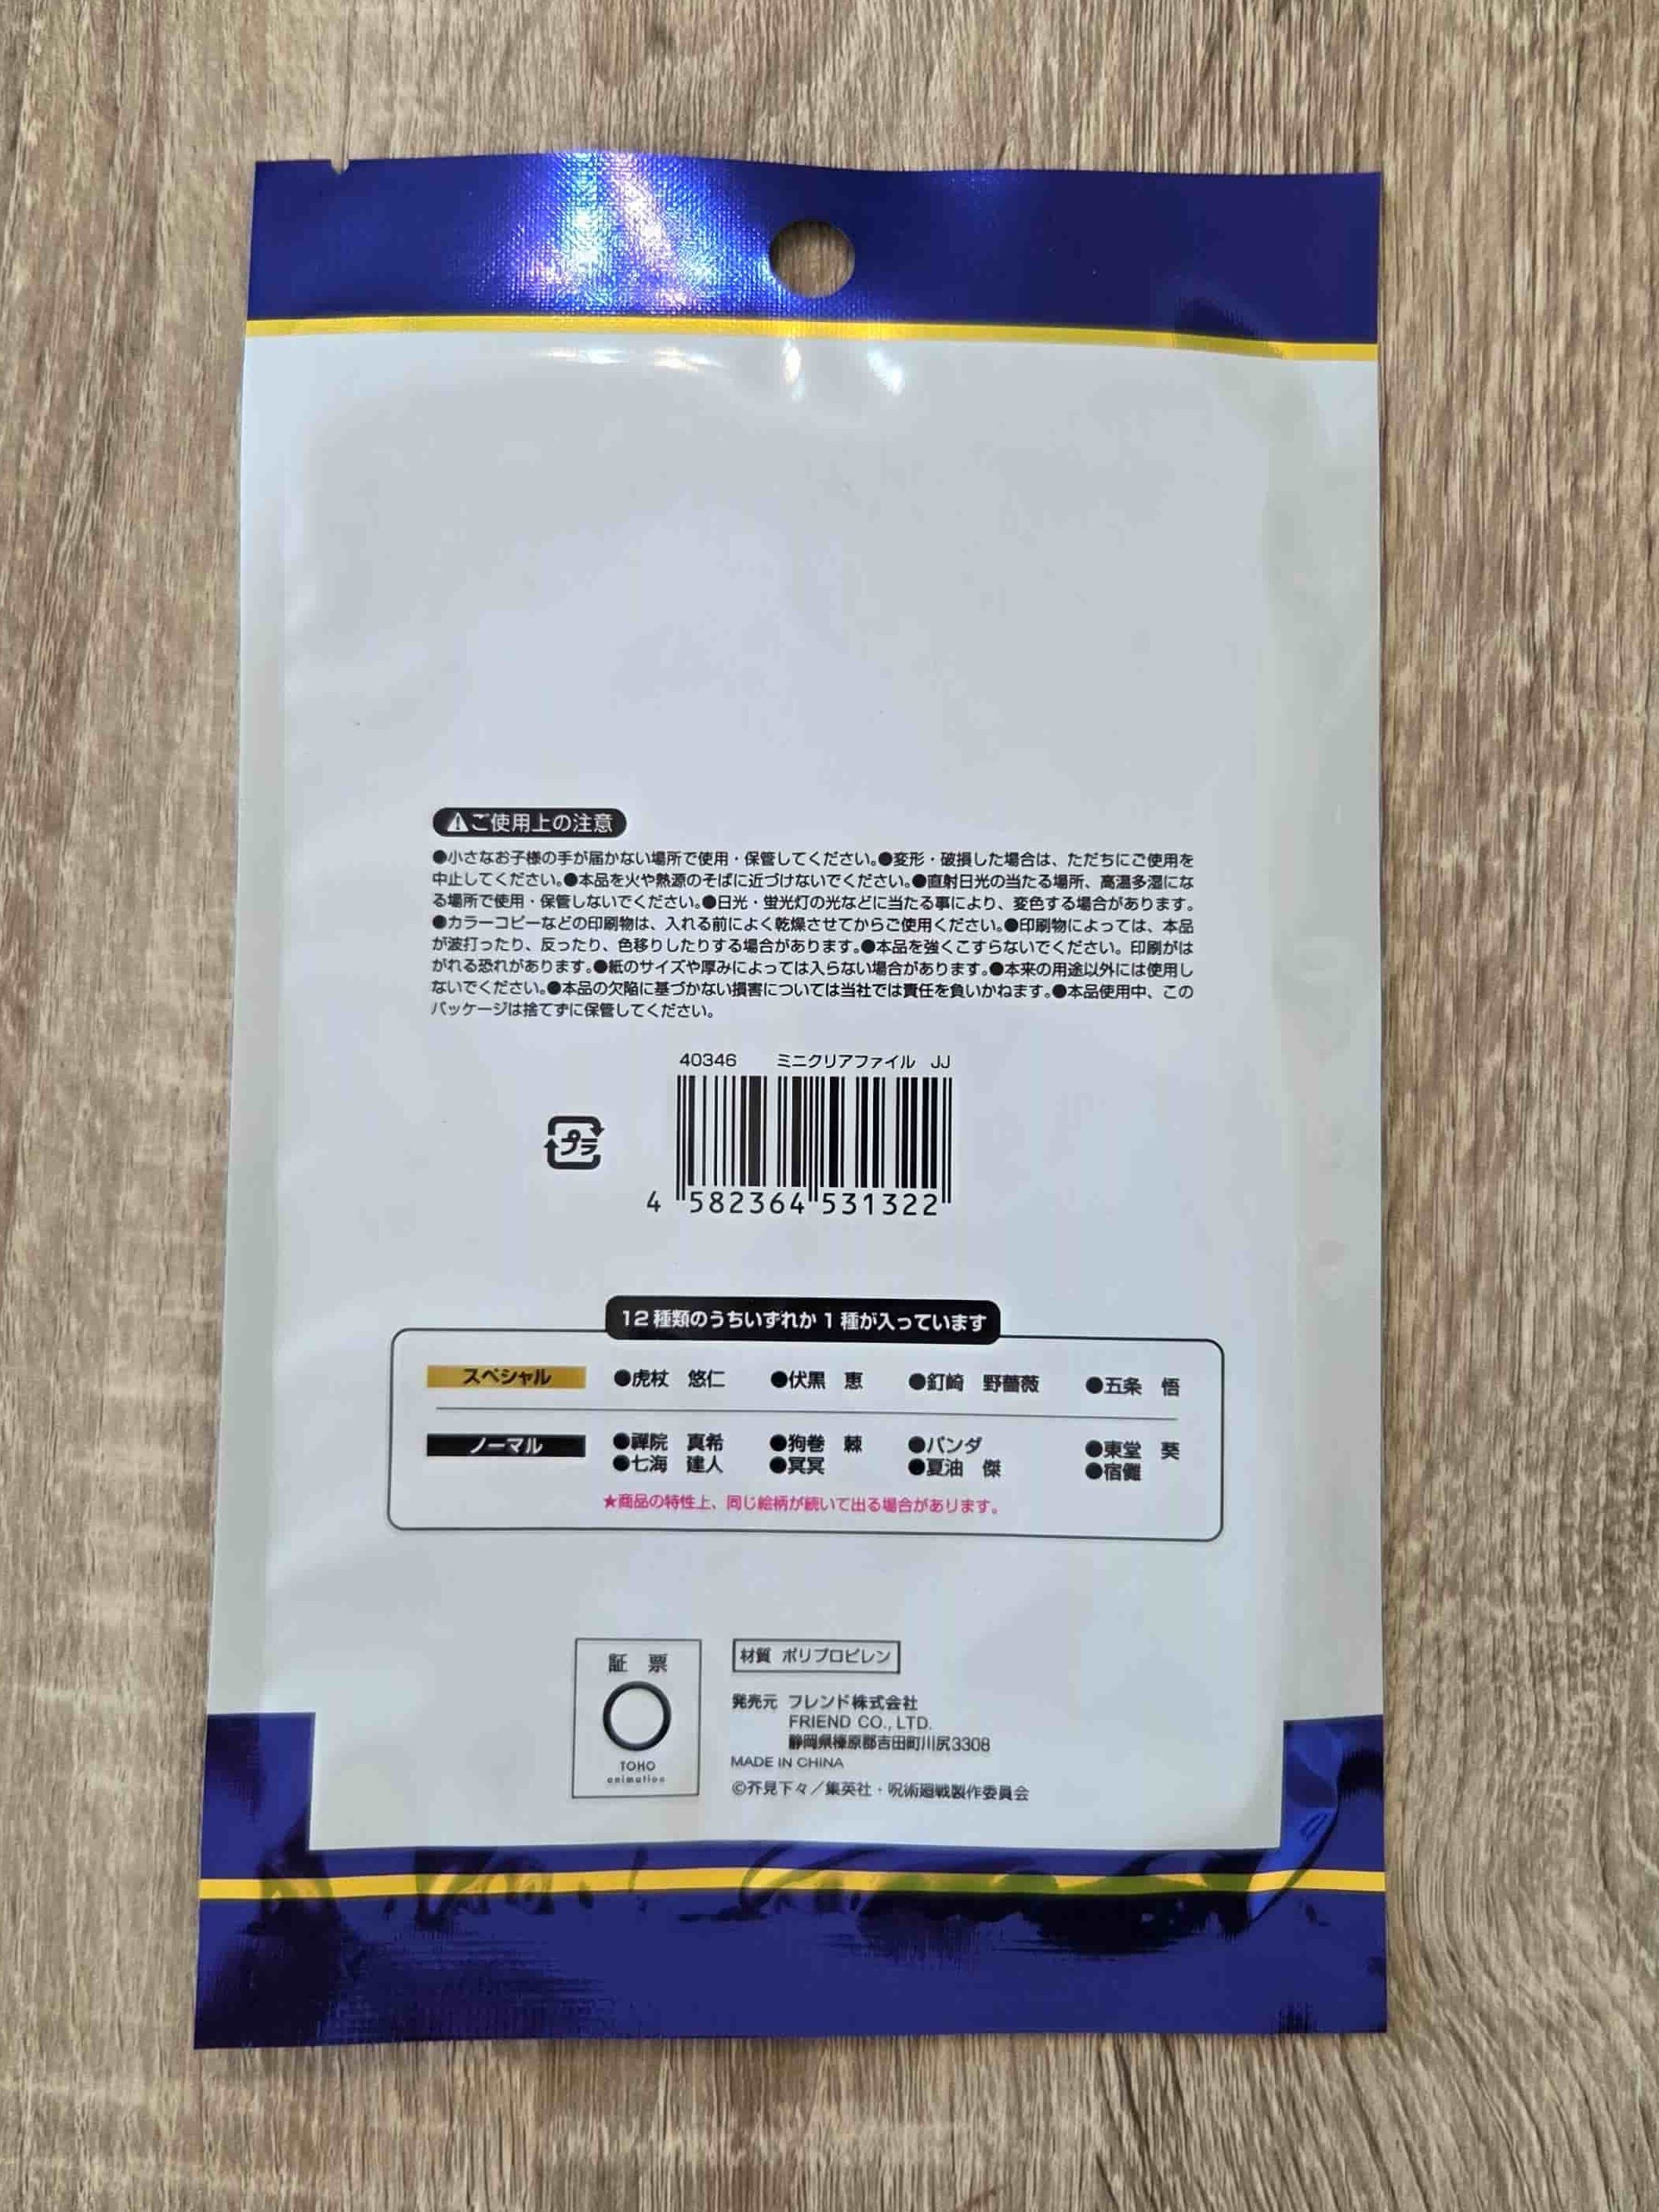 ⚠ご使用上の注意
●小さなお子様の手が届かない場所で使用・保管してください。●変形・破損した場合は、ただちにご使用を
中止してください。●本品を火や熱源のそばに近づけないでください。●直射日光の当たる場所、高温多湿にな
る場所で使用・保管しないでください。●日光・蛍光灯の光などに当たる事により、変色する場合があります。
●カラーコピーなどの印刷物は、入れる前によく乾燥させてからご使用ください。●印刷物によっては、本品
が波打ったり、反ったり、色移りしたりする場合があります。●本品を強くこすらないでください。印刷がは
がれる恐れがあります。●紙のサイズや厚みによっては入らない場合があります。●本来の用途以外には使用し
ないでください。●本品の欠陥に基づかない損害については当社では責任を負いかねます。●本品使用中、この
パッケージは捨てずに保管してください。
40346 ミニクリアファイル JJ
プラ
4 582364 531322
12種類のうちいずれか1種が入っています
スペシャル ●虎杖 悠仁 ●伏黒 恵 ●釘崎 野薔薇 ●五条 悟
ノーマル ●禪院 真希 ●狗巻 棘 ●パンダ ●東堂 葵
●七海 建人 ●冥冥 ●夏油 傑 ●宿儺
★商品の特性上、同じ絵柄が続いて出る場合があります。
証 票
TOHO
animation
材質 ポリプロピレン
発売元 フレンド株式会社
FRIEND CO., LTD.
静岡県榛原郡吉田町川尻3308
MADE IN CHINA
©芥見下々／集英社・呪術廻戦製作委員会